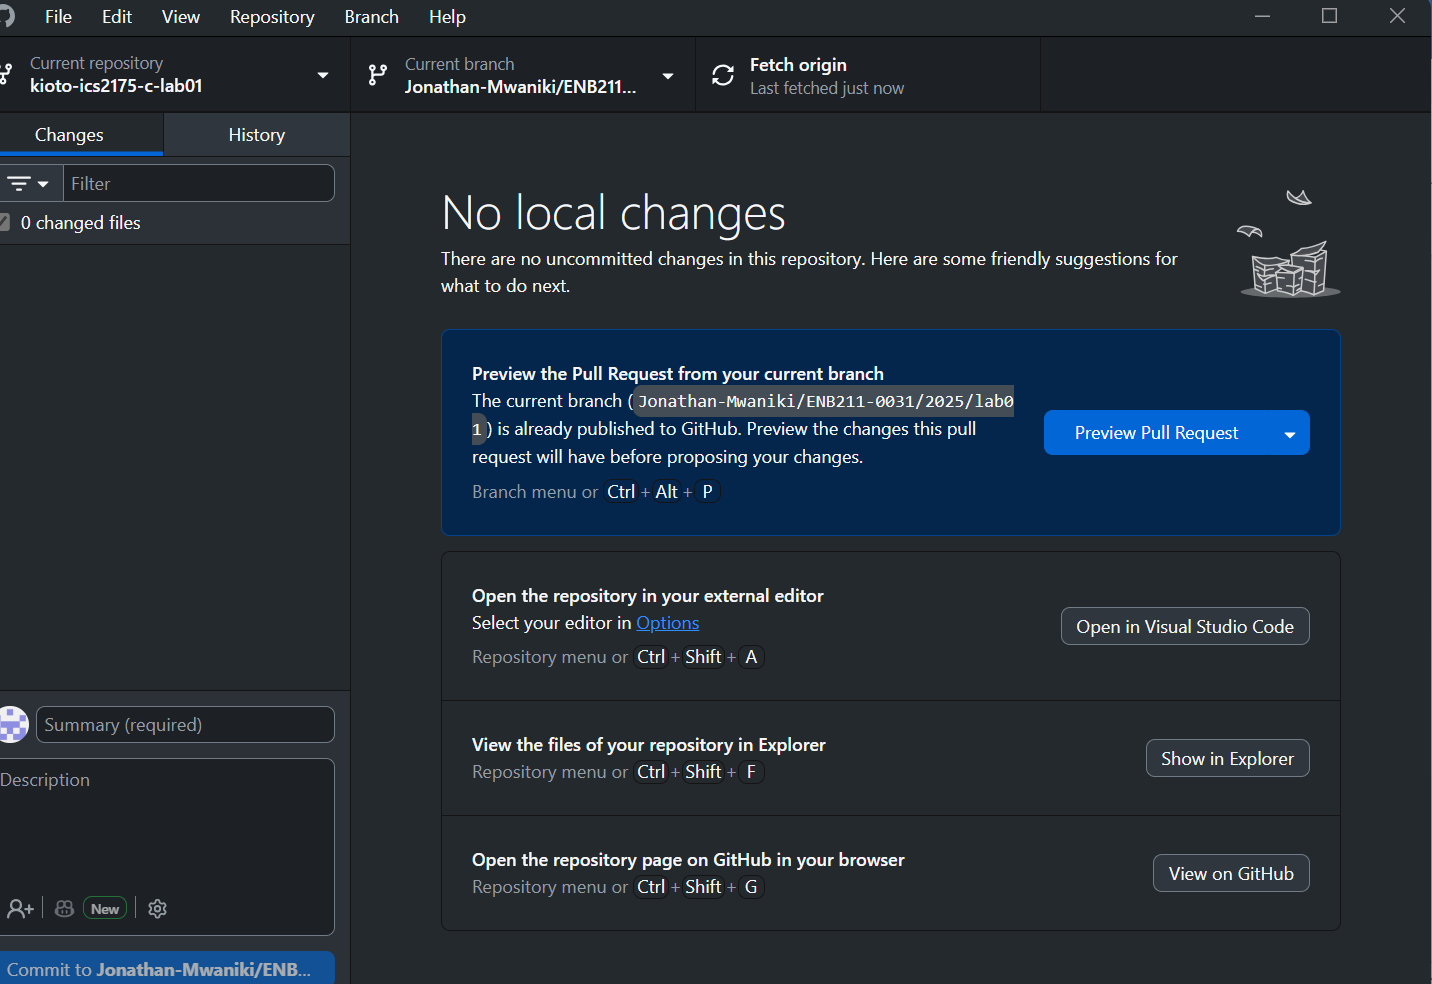 File Edit View Repository Branch Help
Current repository
kioto-ics2175-c-lab01
Current branch
Jonathan-Mwaniki/ENB211...
Fetch origin
Last fetched just now
Changes
History
Filter
0 changed files
No local changes
There are no uncommitted changes in this repository. Here are some friendly suggestions for
what to do next.
Preview the Pull Request from your current branch
The current branch (Jonathan-Mwaniki/ENB211-0031/2025/lab0
1) is already published to GitHub. Preview the changes this pull
request will have before proposing your changes.
Branch menu or Ctrl + Alt + P
Preview Pull Request
Open the repository in your external editor
Select your editor in Options
Repository menu or Ctrl + Shift + A
Open in Visual Studio Code
View the files of your repository in Explorer
Repository menu or Ctrl + Shift + F
Show in Explorer
Open the repository page on GitHub in your browser
Repository menu or Ctrl + Shift + G
View on GitHub
Summary (required)
Description
New
Commit to Jonathan-Mwaniki/ENB...